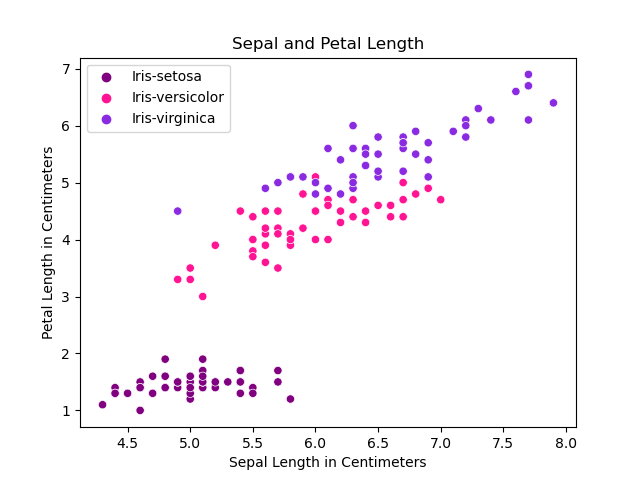 Sepal and Petal Length
Iris-setosa
Iris-versicolor
Iris-virginica
7
6
5
4
3
2
1
Petal Length in Centimeters
4.5 5.0 5.5 6.0 6.5 7.0 7.5 8.0
Sepal Length in Centimeters